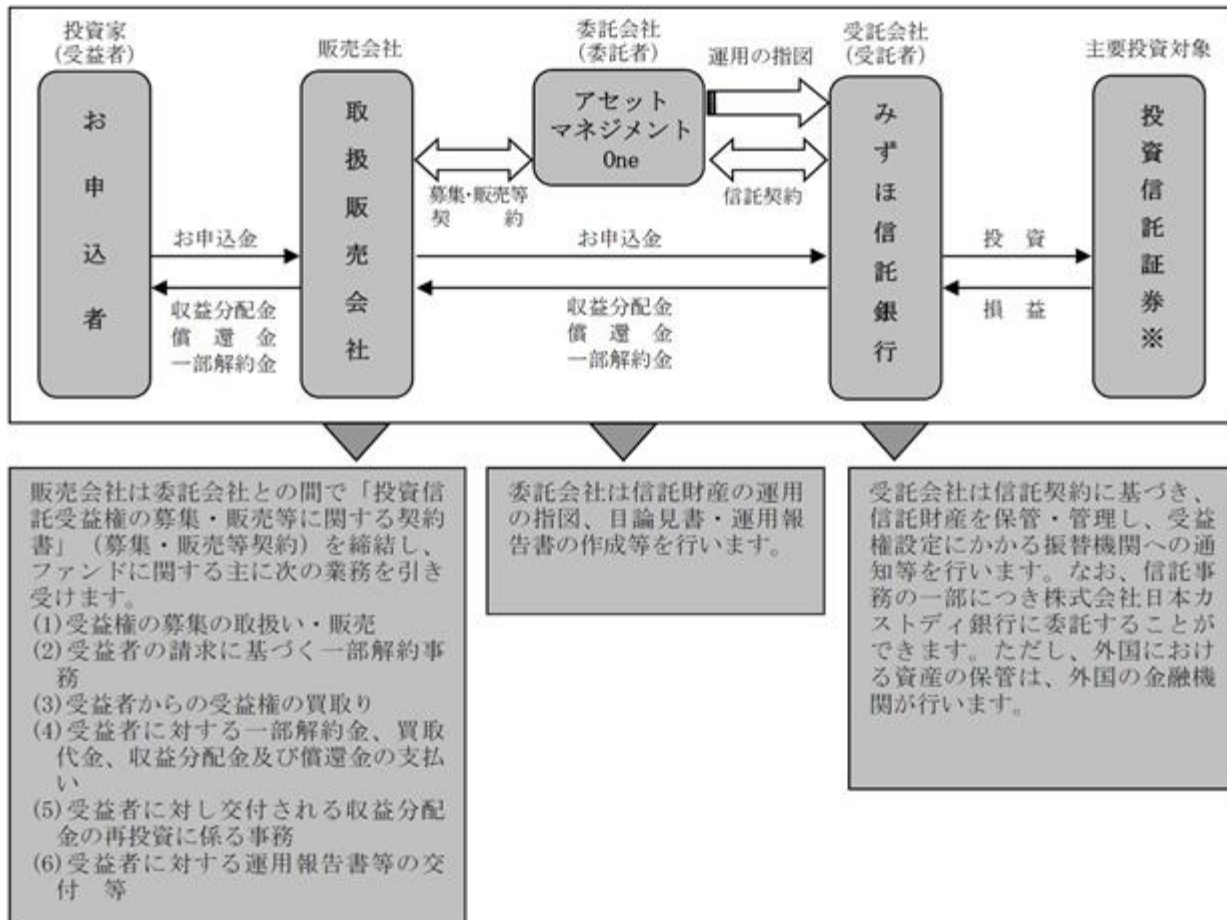 投資家
(受益者)
販売会社
委託会社
(委託者)
運用の指図
受託会社
(受託者)
主要投資対象
お申込者
取扱販売会社
アセット
マネジメント
One
みずほ信託銀行
投資信託証券※
募集・販売等
契　　　約
信託契約
お申込金
お申込金
投　資
収益分配金
償　還　金
一部解約金
収益分配金
償　還　金
一部解約金
損　益
販売会社は委託会社との間で「投資信
託受益権の募集・販売等に関する契約
書」（募集・販売等契約）を締結し、
ファンドに関する主に次の業務を引き
受けます。
(1)受益権の募集の取扱い・販売
(2)受益者の請求に基づく一部解約事
務
(3)受益者からの受益権の買取り
(4)受益者に対する一部解約金、買取
代金、収益分配金及び償還金の支払
い
(5)受益者に対し交付される収益分配
金の再投資に係る事務
(6)受益者に対する運用報告書等の交
付　等
委託会社は信託財産の運用
の指図、目論見書・運用報
告書の作成等を行います。
受託会社は信託契約に基づき、
信託財産を保管・管理し、受益
権設定にかかる振替機関への通
知等を行います。なお、信託事
務の一部につき株式会社日本カ
ストディ銀行に委託することが
できます。ただし、外国におけ
る資産の保管は、外国の金融機
関が行います。